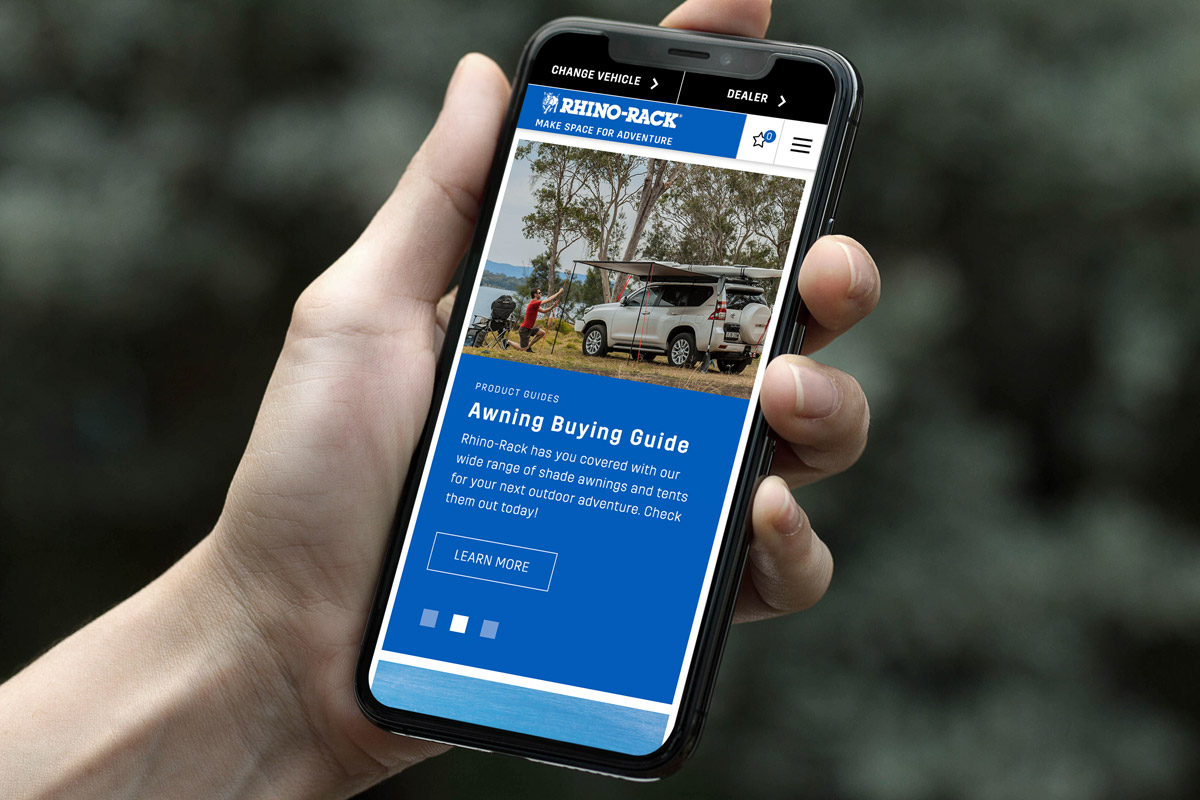 CHANGE VEHICLE
DEALER
RHINO-RACK®
MAKE SPACE FOR ADVENTURE
0
PRODUCT GUIDES
Awning Buying Guide
Rhino-Rack has you covered with our
wide range of shade awnings and tents
for your next outdoor adventure. Check
them out today!
LEARN MORE